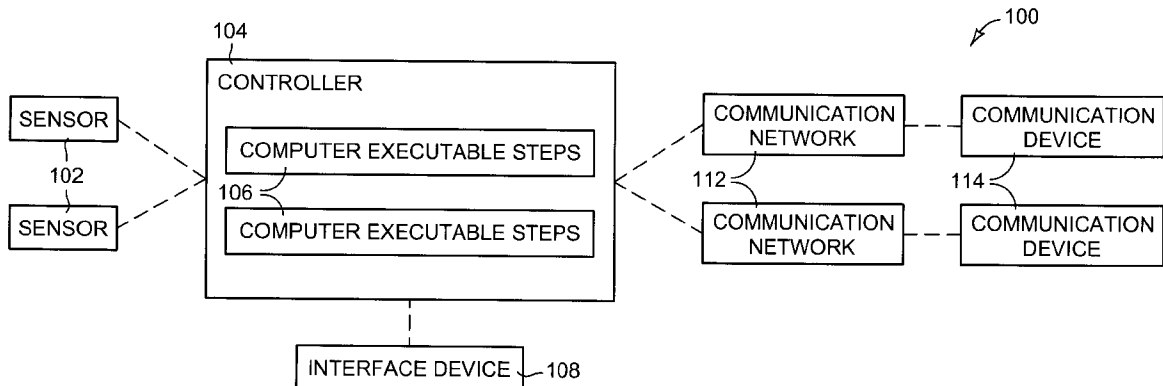 100
104
CONTROLLER
SENSOR
102
SENSOR
COMPUTER EXECUTABLE STEPS
106
COMPUTER EXECUTABLE STEPS
COMMUNICATION
NETWORK
112
COMMUNICATION
NETWORK
COMMUNICATION
DEVICE
114
COMMUNICATION
DEVICE
INTERFACE DEVICE
108